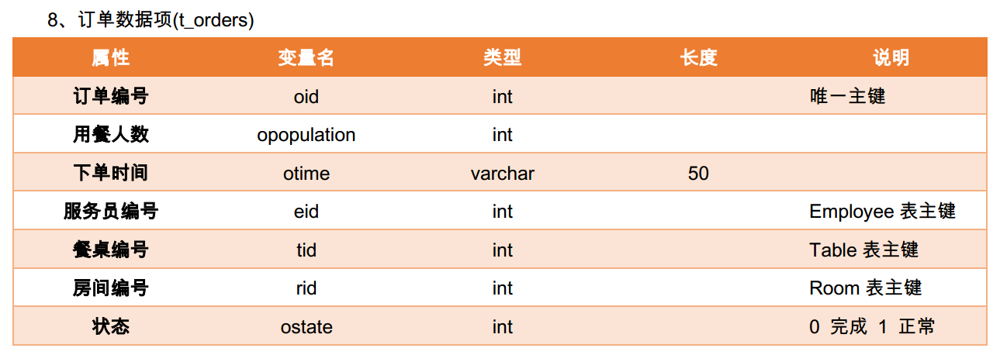 8、订单数据项(t_orders)
属性 变量名 类型 长度 说明
订单编号 oid int 唯一主键
用餐人数 opopulation int
下单时间 otime varchar 50
服务员编号 eid int Employee 表主键
餐桌编号 tid int Table 表主键
房间编号 rid int Room 表主键
状态 ostate int 0 完成 1 正常